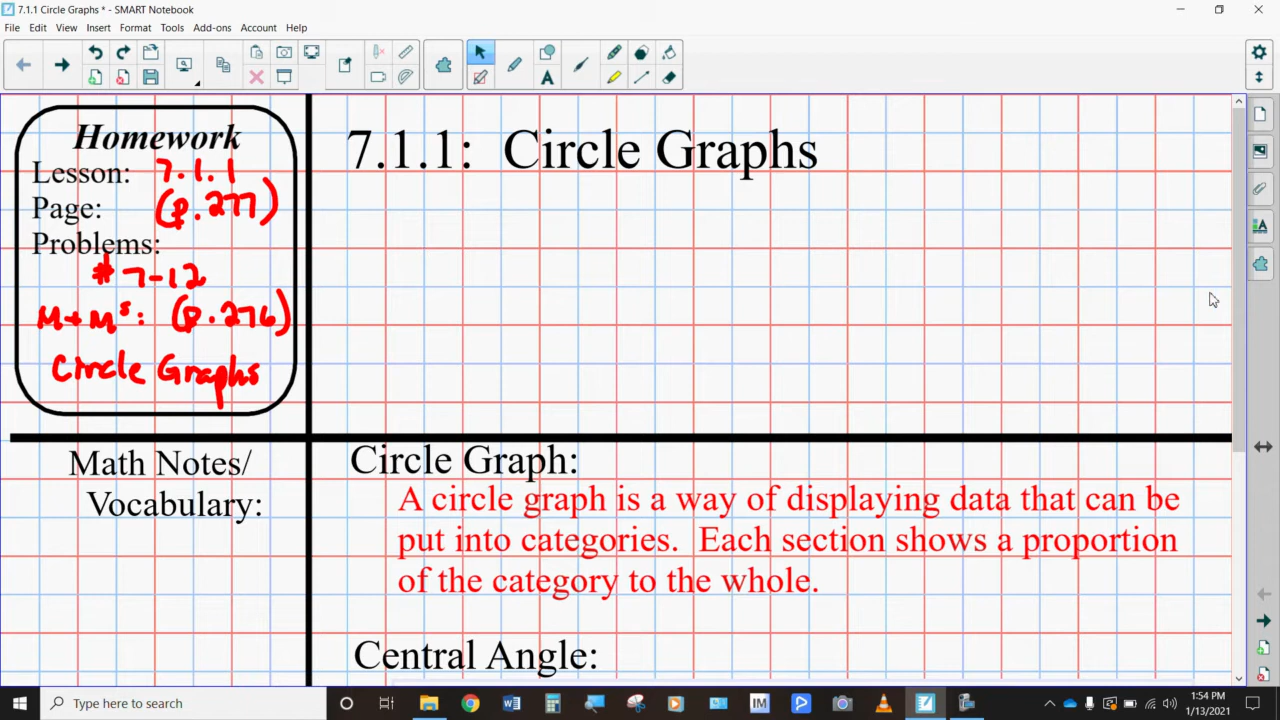 7.1.1 Circle Graphs * - SMART Notebook
File Edit View Insert Format Tools Add-ons Account Help
Homework
Lesson: 7.1.1
Page: (p.277)
Problems:
# 7-12
M+Ms: (p.276)
Circle Graphs
7.1.1: Circle Graphs
Math Notes/
Vocabulary:
Circle Graph:
A circle graph is a way of displaying data that can be
put into categories. Each section shows a proportion
of the category to the whole.
Central Angle:
Type here to search
IM
1:54 PM
1/13/2021